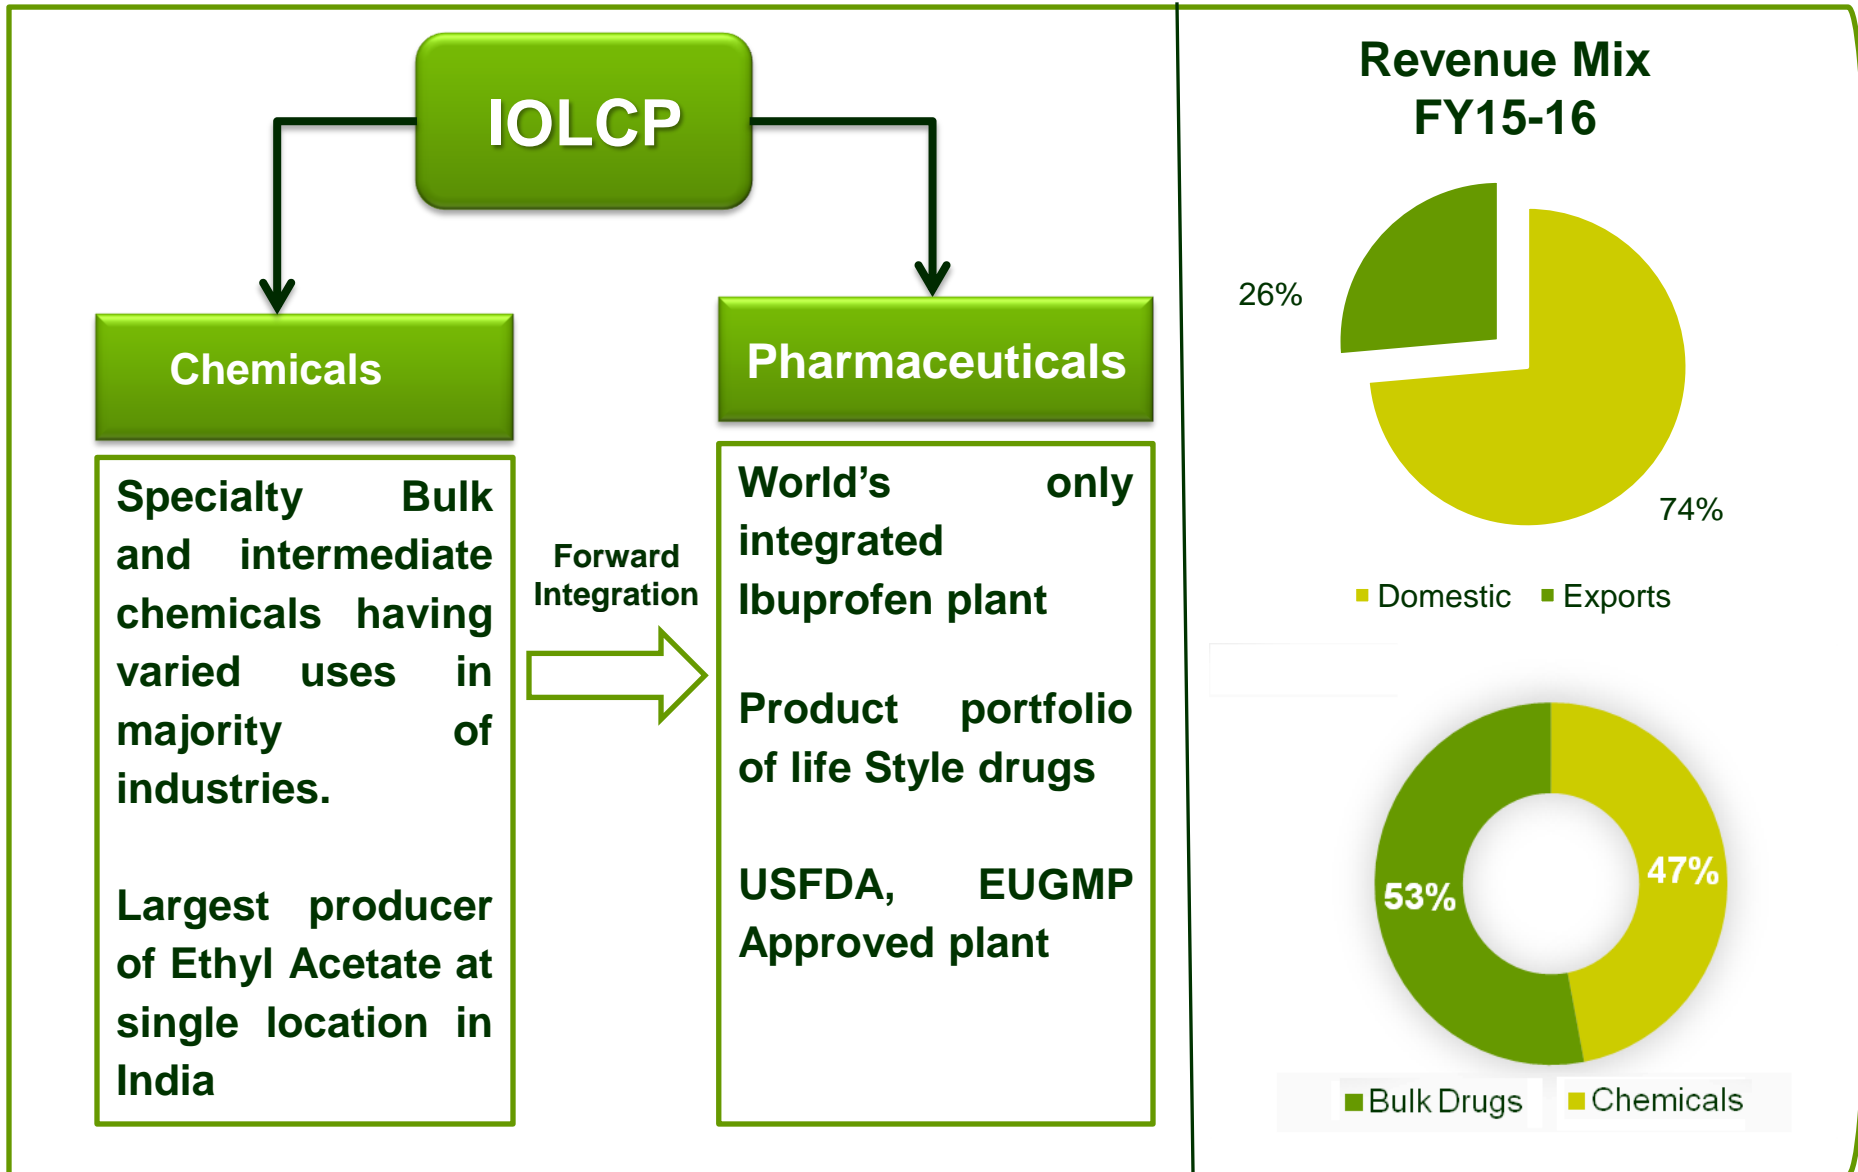 IOLCP
Chemicals
Specialty Bulk
and intermediate
chemicals having
varied uses in
majority of
industries.
Largest producer
of Ethyl Acetate at
single location in
India
Forward
Integration
Pharmaceuticals
World's only
integrated
Ibuprofen plant
Product portfolio
of life Style drugs
USFDA, EUGMP
Approved plant
Revenue Mix
FY15-16
26%
74%
Domestic Exports
53%
47%
Bulk Drugs Chemicals